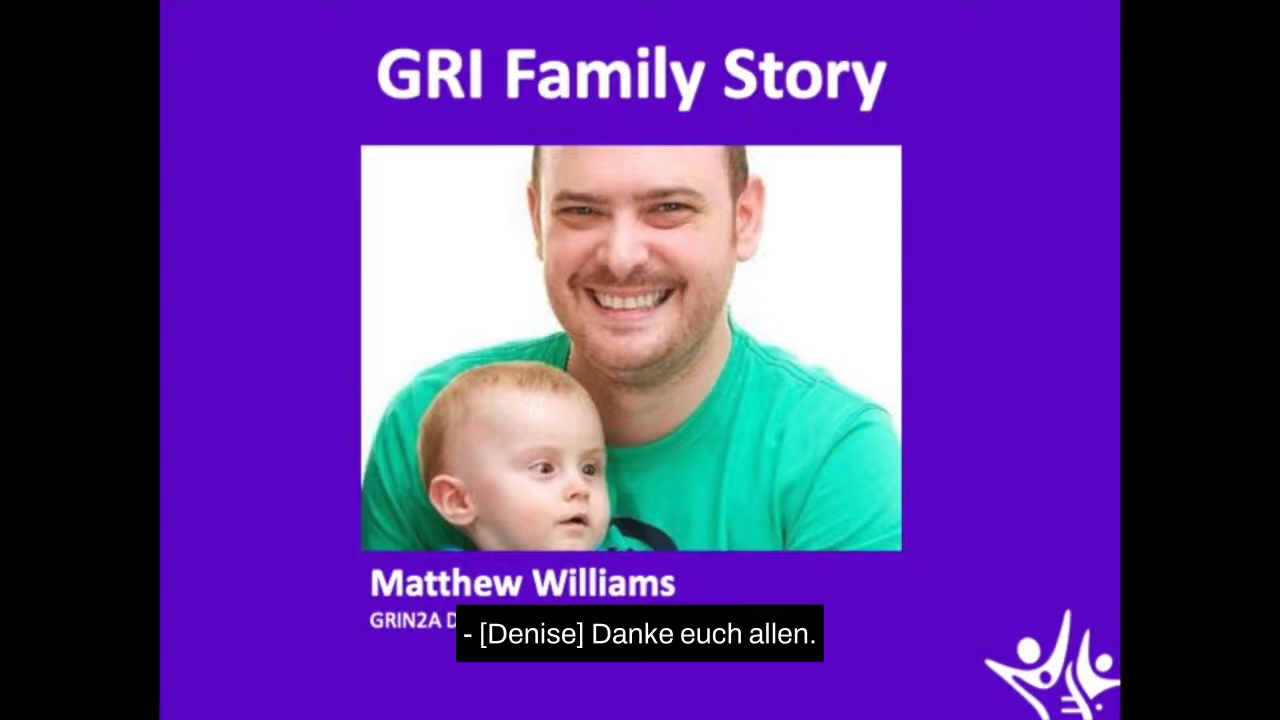 GRI Family Story
Matthew Williams
GRIN2A
- [Denise] Danke euch allen.